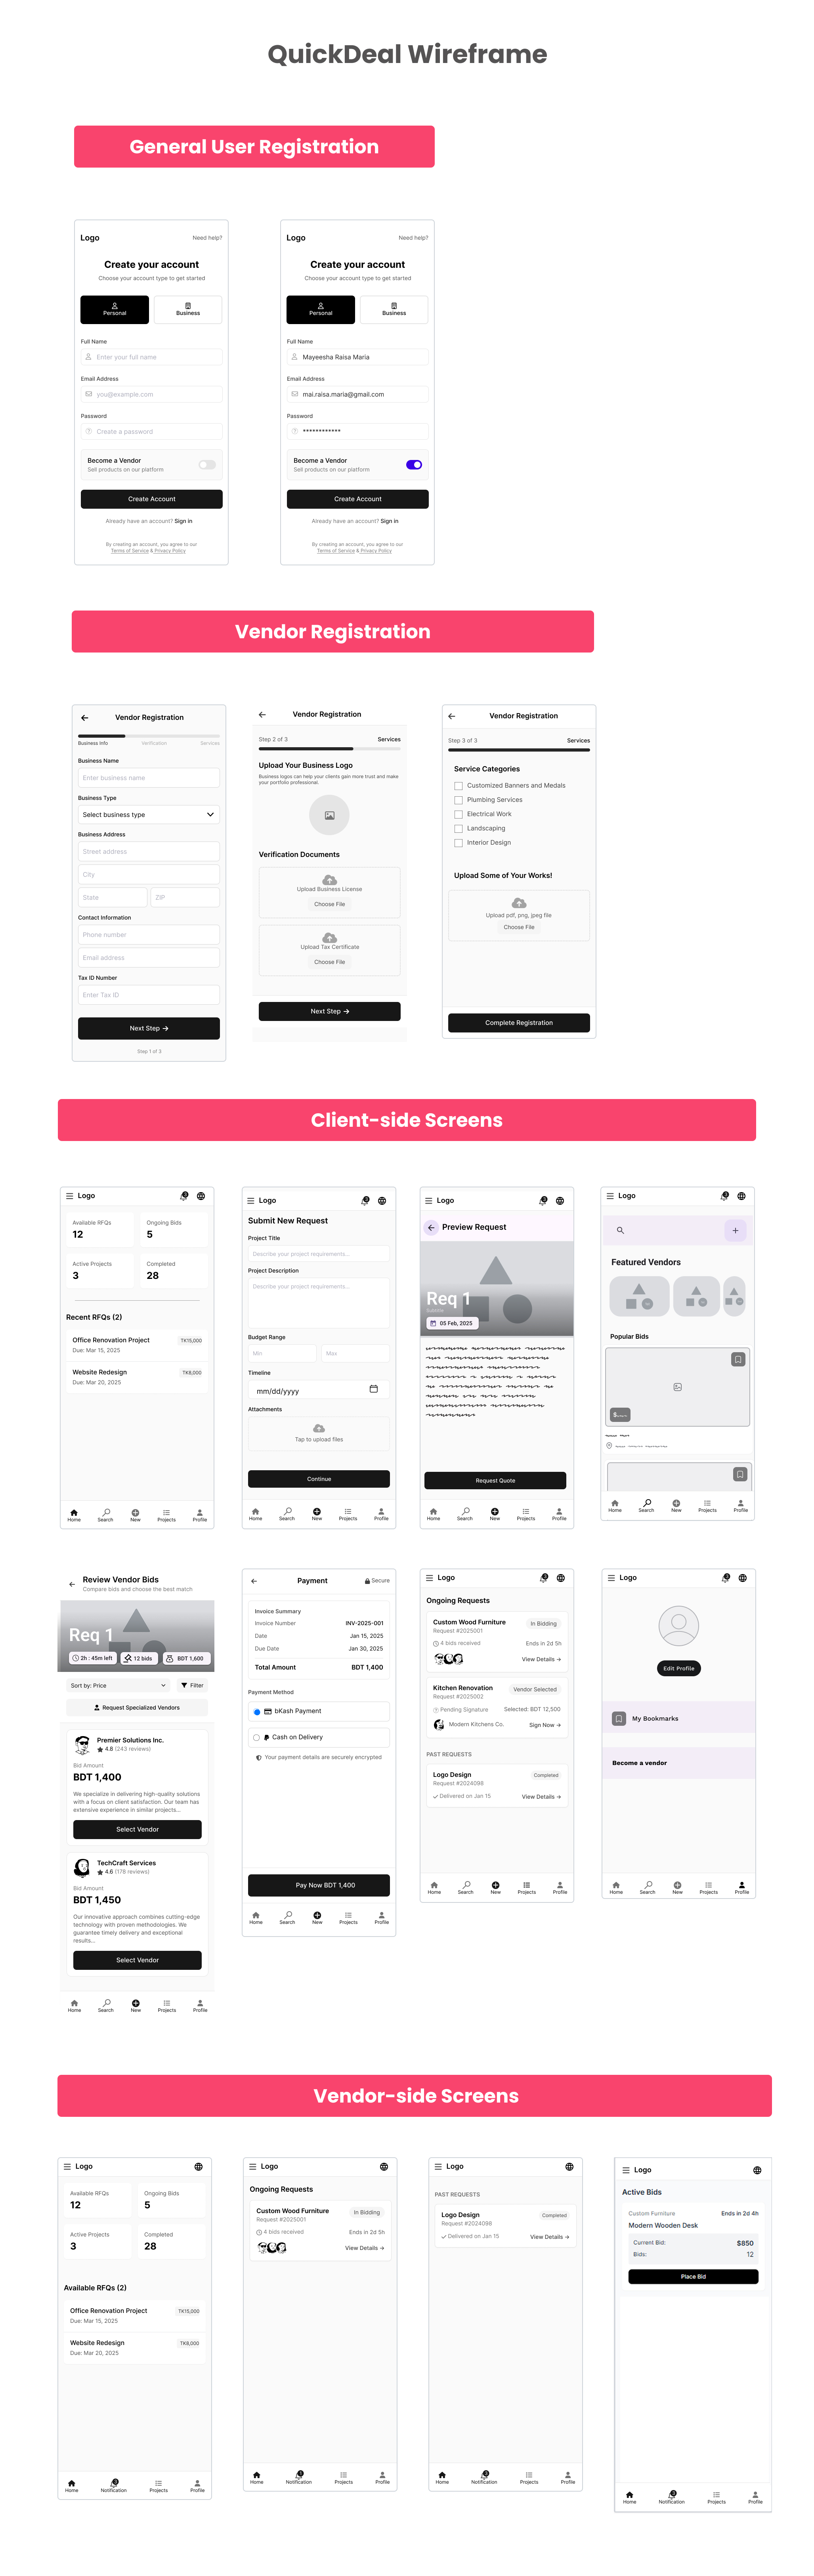 QuickDeal Wireframe
General User Registration
Logo
Need help?
Create your account
Choose your account type to get started
Personal
Business
Full Name
Enter your full name
Email Address
you@example.com
Password
Create a password
Become a Vendor
Sell products on our platform
Create Account
Already have an account? Sign in
By creating an account, you agree to our
Terms of Service & Privacy Policy
Logo
Need help?
Create your account
Choose your account type to get started
Personal
Business
Full Name
Mayeesha Raisa Maria
Email Address
mai.raisa.maria@gmail.com
Password
************
Become a Vendor
Sell products on our platform
Create Account
Already have an account? Sign in
By creating an account, you agree to our
Terms of Service & Privacy Policy
Vendor Registration
Vendor Registration
Business Info
Verification
Services
Business Name
Enter business name
Business Type
Select business type
Business Address
Street address
City
State
ZIP
Contact Information
Phone number
Email address
Tax ID Number
Enter Tax ID
Next Step →
Step 1 of 3
Vendor Registration
Step 2 of 3
Services
Upload Your Business Logo
Business logos can help your clients gain more trust and make
your portfolio professional.
Verification Documents
Upload Business License
Choose File
Upload Tax Certificate
Choose File
Next Step →
Vendor Registration
Step 3 of 3
Services
Service Categories
Customized Banners and Medals
Plumbing Services
Electrical Work
Landscaping
Interior Design
Upload Some of Your Works!
Upload pdf, png, jpeg file
Choose File
Complete Registration
Client-side Screens
Logo
3
Available RFQs
12
Ongoing Bids
5
Active Projects
3
Completed
28
Recent RFQs (2)
Office Renovation Project
TK15,000
Due: Mar 15, 2025
Website Redesign
TK8,000
Due: Mar 20, 2025
Home
Search
New
Projects
Profile
Logo
3
Submit New Request
Project Title
Describe your project requirements...
Project Description
Describe your project requirements...
Budget Range
Min
Max
Timeline
mm/dd/yyyy
Attachments
Tap to upload files
Continue
Home
Search
New
Projects
Profile
Logo
3
Preview Request
Req 1
Subtitle
05 Feb, 2025
Request Quote
Home
Search
New
Projects
Profile
Logo
3
Featured Vendors
Popular Bids
Home
Search
New
Projects
Profile
Review Vendor Bids
Compare bids and choose the best match
Req 1
2h : 45m left
12 bids
BDT 1,600
Sort by: Price
Filter
Request Specialized Vendors
Premier Solutions Inc.
4.8 (243 reviews)
Bid Amount
BDT 1,400
We specialize in delivering high-quality solutions
with a focus on client satisfaction. Our team has
extensive experience in similar projects...
Select Vendor
TechCraft Services
4.6 (178 reviews)
Bid Amount
BDT 1,450
Our innovative approach combines cutting-edge
technology with proven methodologies. We
guarantee timely delivery and exceptional
results...
Select Vendor
Home
Search
New
Projects
Profile
Payment
Secure
Invoice Summary
Invoice Number
INV-2025-001
Date
Jan 15, 2025
Due Date
Jan 30, 2025
Total Amount
BDT 1,400
Payment Method
bKash Payment
Cash on Delivery
Your payment details are securely encrypted
Pay Now BDT 1,400
Home
Search
New
Projects
Profile
Logo
3
Ongoing Requests
Custom Wood Furniture
In Bidding
Request #2025001
4 bids received
Ends in 2d 5h
View Details →
Kitchen Renovation
Vendor Selected
Request #2025002
Pending Signature
Selected: BDT 12,500
Modern Kitchens Co.
Sign Now →
PAST REQUESTS
Logo Design
Completed
Request #2024098
Delivered on Jan 15
View Details →
Home
Search
New
Projects
Profile
Logo
3
Edit Profile
My Bookmarks
Become a vendor
Home
Search
New
Projects
Profile
Vendor-side Screens
Logo
Available RFQs
12
Ongoing Bids
5
Active Projects
3
Completed
28
Available RFQs (2)
Office Renovation Project
TK15,000
Due: Mar 15, 2025
Website Redesign
TK8,000
Due: Mar 20, 2025
Home
Notification
Projects
Profile
Logo
Ongoing Requests
Custom Wood Furniture
In Bidding
Request #2025001
4 bids received
Ends in 2d 5h
View Details →
Home
Notification
Projects
Profile
Logo
PAST REQUESTS
Logo Design
Completed
Request #2024098
Delivered on Jan 15
View Details →
Home
Notification
Projects
Profile
Logo
Active Bids
Custom Furniture
Ends in 2d 4h
Modern Wooden Desk
Current Bid:
$850
Bids:
12
Place Bid
Home
Notification
Projects
Profile